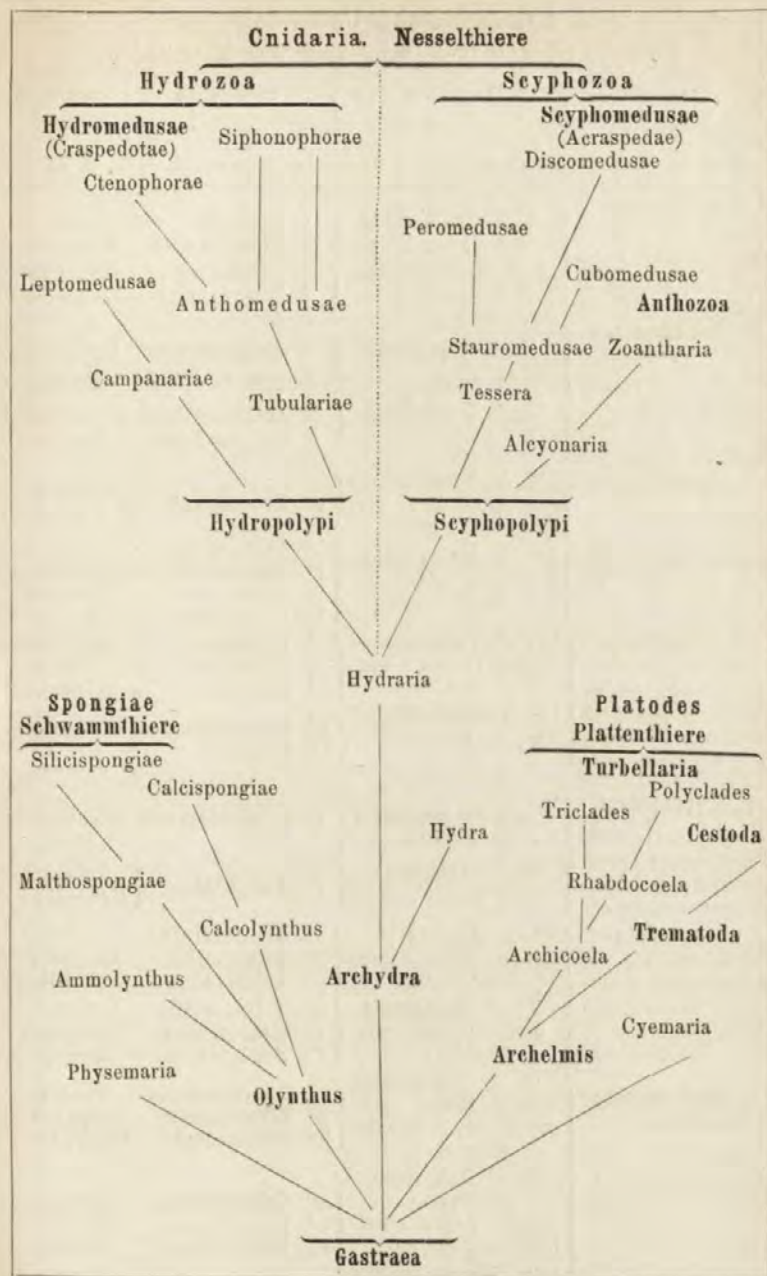 Cnidaria. Nesselthiere
Hydrozoa
Scyphozoa
Hydromedusae
(Craspedotae)
Siphonophorae
Scyphomedusae
(Acraspedae)
Discomedusae
Ctenophorae
Peromedusae
Leptomedusae
Anthomedusae
Cubomedusae
Anthozoa
Stauromedusae
Zoantharia
Campanariae
Tubulariae
Tessera
Alcyonaria
Hydropolypi
Scyphopolypi
Hydraria
Spongiae
Schwammthiere
Platodes
Plattenthiere
Silicispongiae
Calcispongiae
Turbellaria
Polyclades
Triclades
Hydra
Cestoda
Malthospongiae
Rhabdocoela
Calcolynthus
Trematoda
Archicoela
Ammolynthus
Archydra
Cyemaria
Archelmis
Physemaria
Olynthus
Gastraea